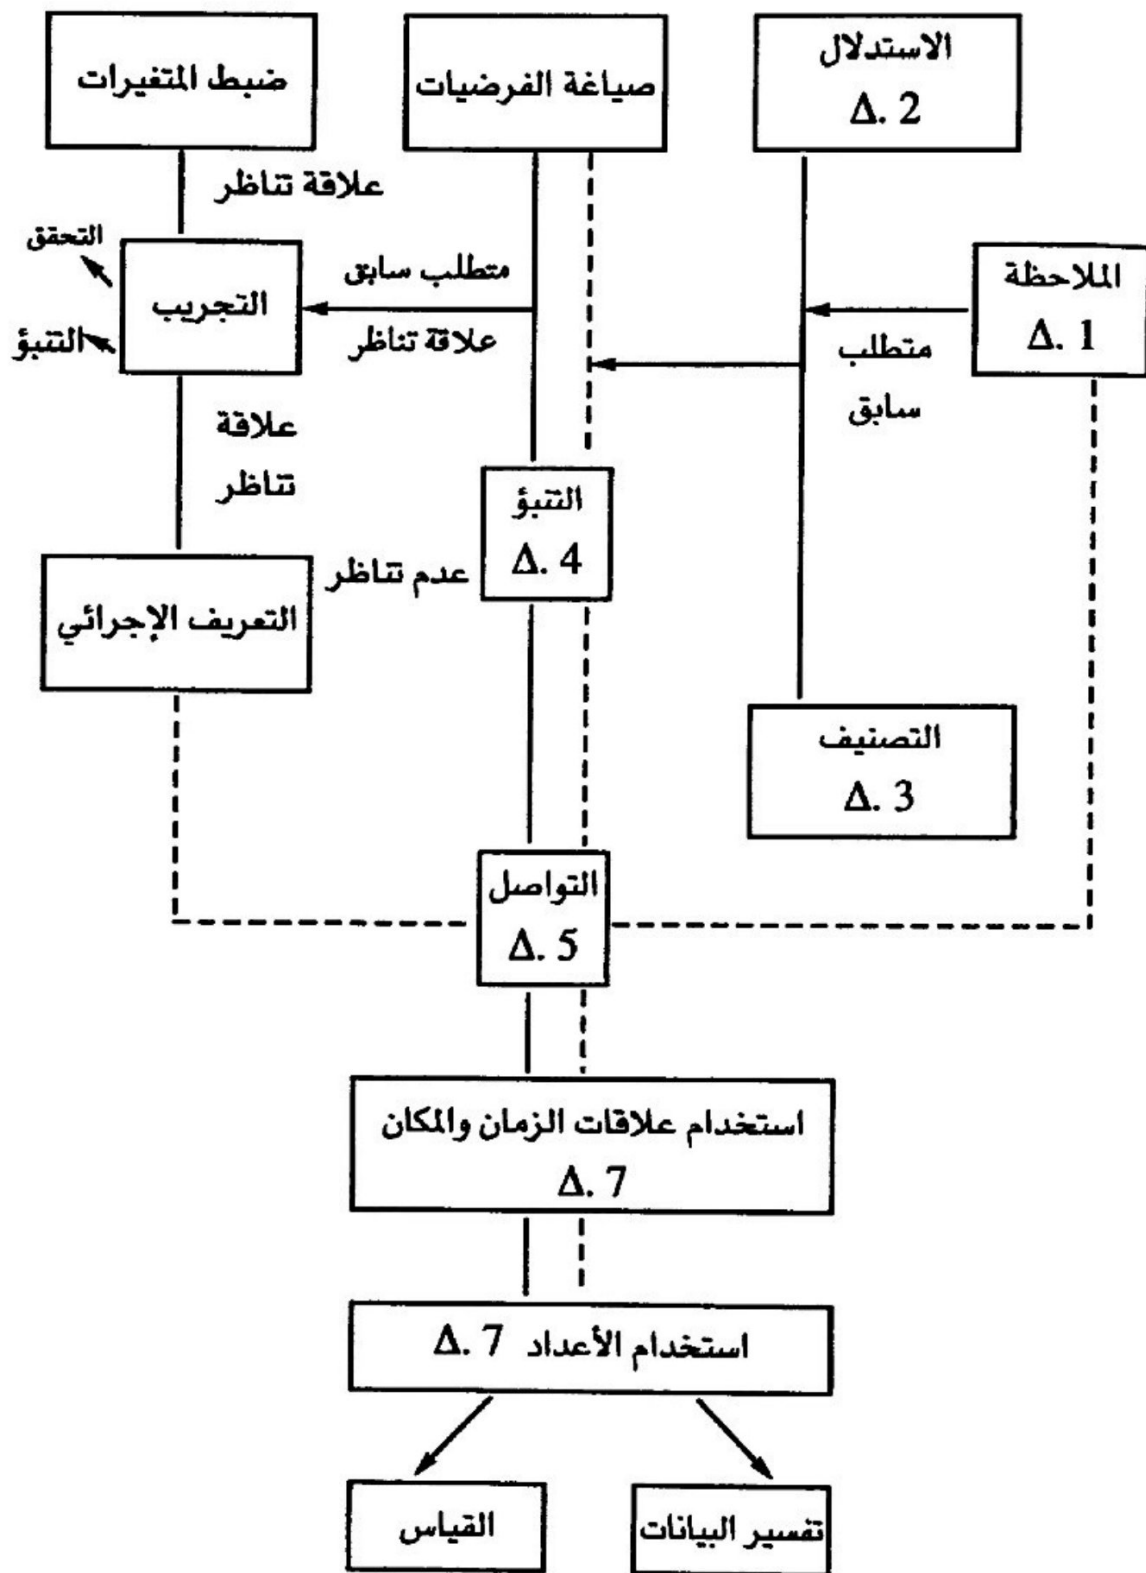 الاستدلال
Δ. 2
صياغة الفرضيات
ضبط المتغيرات
علاقة تناظر
الملاحظة
Δ. 1
متطلب
سابق
متطلب سابق
علاقة تناظر
التجريب
التحقق
التنبؤ
علاقة
تناظر
التنبؤ
Δ. 4
عدم تناظر
التعريف الإجرائي
التصنيف
Δ. 3
التواصل
Δ. 5
استخدام علاقات الزمان والمكان
Δ. 7
استخدام الأعداد Δ. 7
تفسير البيانات
القياس